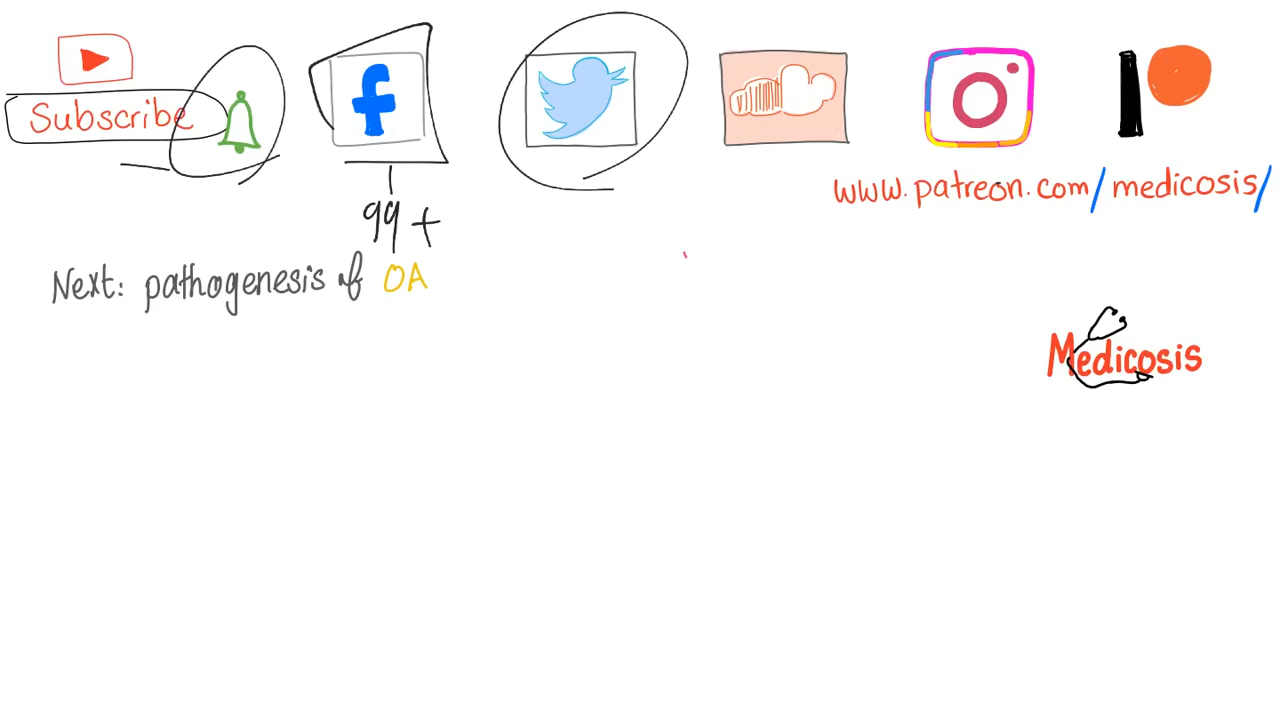 Subscribe
www.patreon.com/medicosis/
99+
Next: pathogenesis of OA
Medicosis